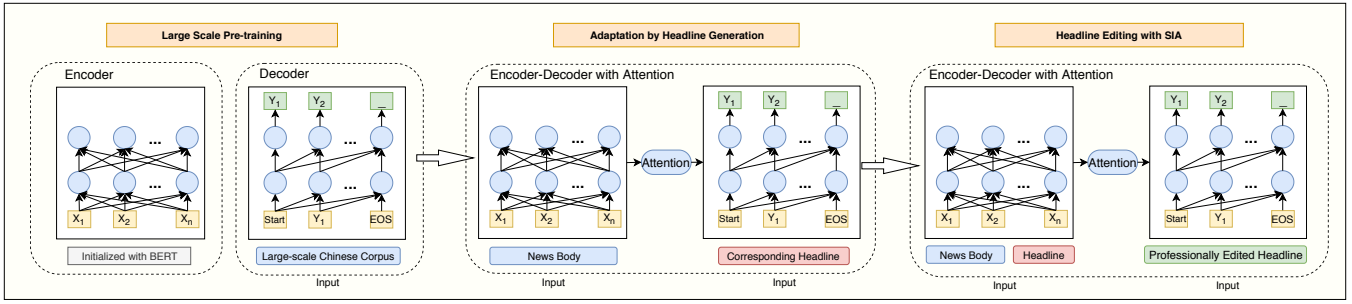 Large Scale Pre-training
Adaptation by Headline Generation
Headline Editing with SIA
Encoder
Decoder
Encoder-Decoder with Attention
Encoder-Decoder with Attention
Y1 Y2 _
Y1 Y2 _
Y1 Y2 _
... ... ... ... ... ...
Attention
Attention
... ... ... ... ... ...
X1 X2 Xn
Start Y1 EOS
X1 X2 Xn
Start Y1 EOS
X1 X2 Xn
Start Y1 EOS
Initialized with BERT
Large-scale Chinese Corpus
News Body
Corresponding Headline
News Body
Headline
Professionally Edited Headline
Input
Input
Input
Input
Input